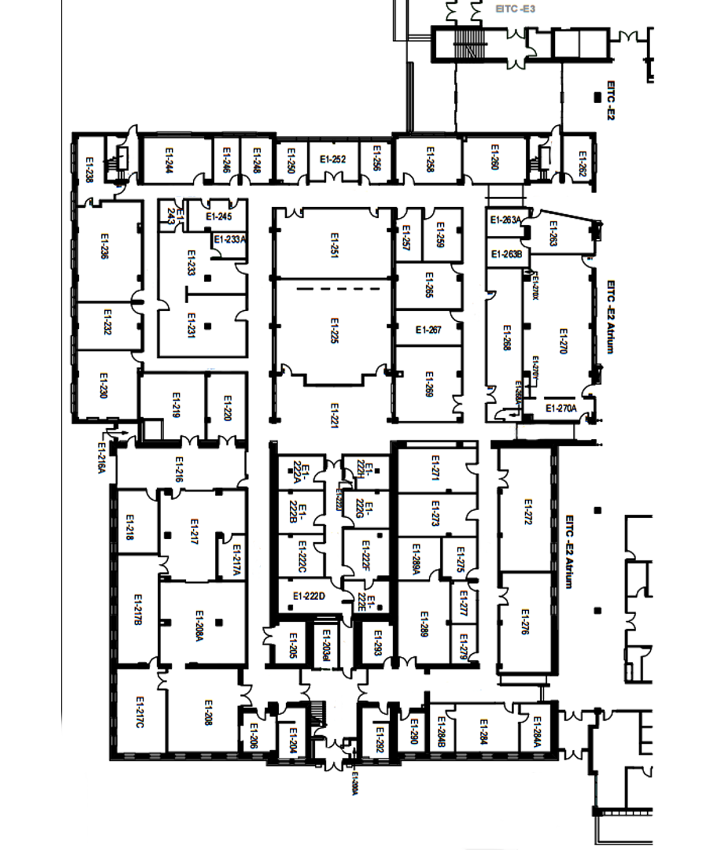 EITC -E3
EITC -E2
E1-238
E1-244
E1-246
E1-248
E1-250
E1-252
E1-256
E1-258
E1-260
E1-262
E1-236
E1-
243
E1-245
E1-233A
E1-233
E1-251
E1-257
E1-259
E1-263A
E1-263
E1-263B
E1-265
E1-270X
EITC -E2 Atrium
E1-232
E1-231
E1-225
E1-267
E1-268
E1-270
E1-230
E1-219
E1-220
E1-221
E1-269
E1-270Y
E1-268A
E1-270A
E1-216A
E1-216
E1-
222A
E1-
222H
E1-222J
E1-271
E1-218
E1-217
E1-
222B
E1-
222G
E1-273
E1-272
EITC -E2 Atrium
E1-217A
E1-222C
E1-222F
E1-289A
E1-275
E1-217B
E1-208A
E1-222D
E1-
222E
E1-289
E1-277
E1-276
E1-205
E1-203el
E1-293
E1-279
E1-217C
E1-208
E1-206
E1-204
E1-292
E1-290
E1-284B
E1-284
E1-284A
E1-200A